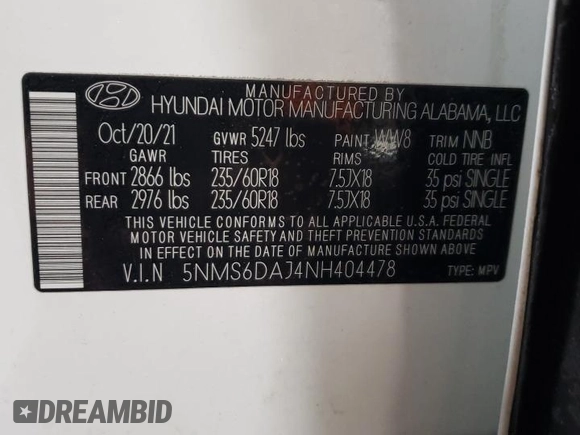 MANUFACTURED BY
HYUNDAI MOTOR MANUFACTURING ALABAMA, LLC
Oct/20/21 GVWR 5247 lbs PAINT WW8 TRIM NNB
GAWR TIRES RIMS COLD TIRE INFL
FRONT 2866 lbs 235/60R18 7.5JX18 35 psi SINGLE
REAR 2976 lbs 235/60R18 7.5JX18 35 psi SINGLE
THIS VEHICLE CONFORMS TO ALL APPLICABLE U.S.A. FEDERAL
MOTOR VEHICLE SAFETY AND THEFT PREVENTION STANDARDS
IN EFFECT ON THE DATE OF MANUFACTURE SHOWN ABOVE.
V.I.N 5NMS6DAJ4NH404478 TYPE: MPV
DREAMBID